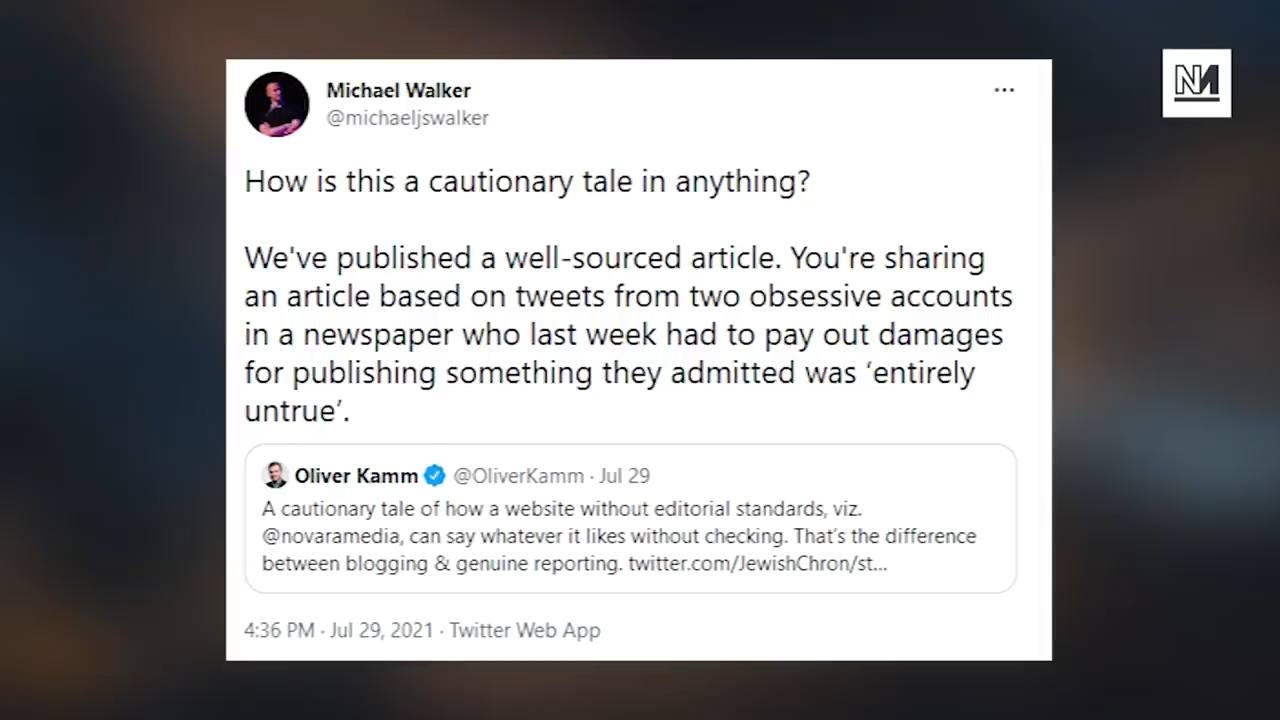 NM
Michael Walker
@michaeljswalker
How is this a cautionary tale in anything?
We've published a well-sourced article. You're sharing
an article based on tweets from two obsessive accounts
in a newspaper who last week had to pay out damages
for publishing something they admitted was ‘entirely
untrue’.
Oliver Kamm @OliverKamm · Jul 29
A cautionary tale of how a website without editorial standards, viz.
@novaramedia, can say whatever it likes without checking. That’s the difference
between blogging & genuine reporting. twitter.com/JewishChron/st...
4:36 PM · Jul 29, 2021 · Twitter Web App